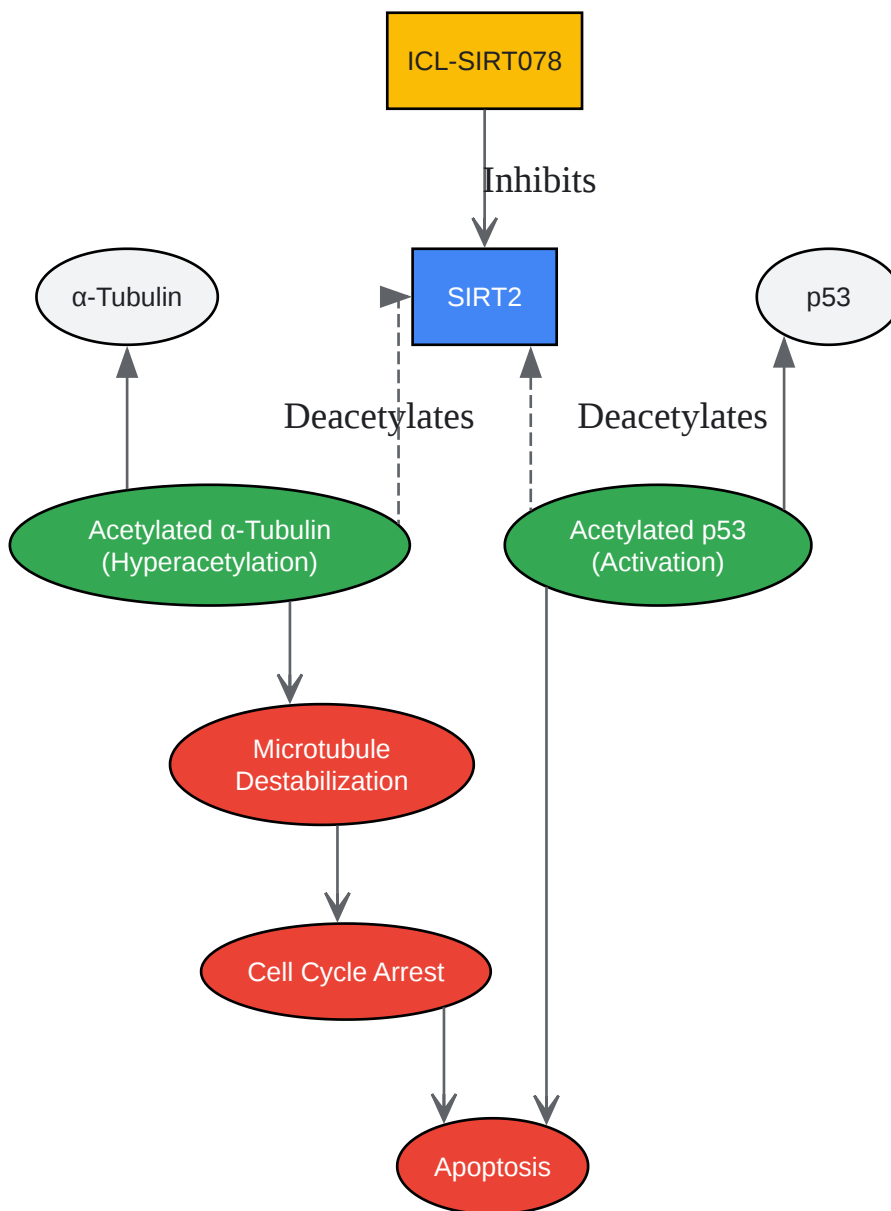 ICL-SIRT078
Inhibits
α-Tubulin
SIRT2
p53
Deacetylates
Deacetylates
Acetylated α-Tubulin
(Hyperacetylation)
Acetylated p53
(Activation)
Microtubule
Destabilization
Cell Cycle Arrest
Apoptosis